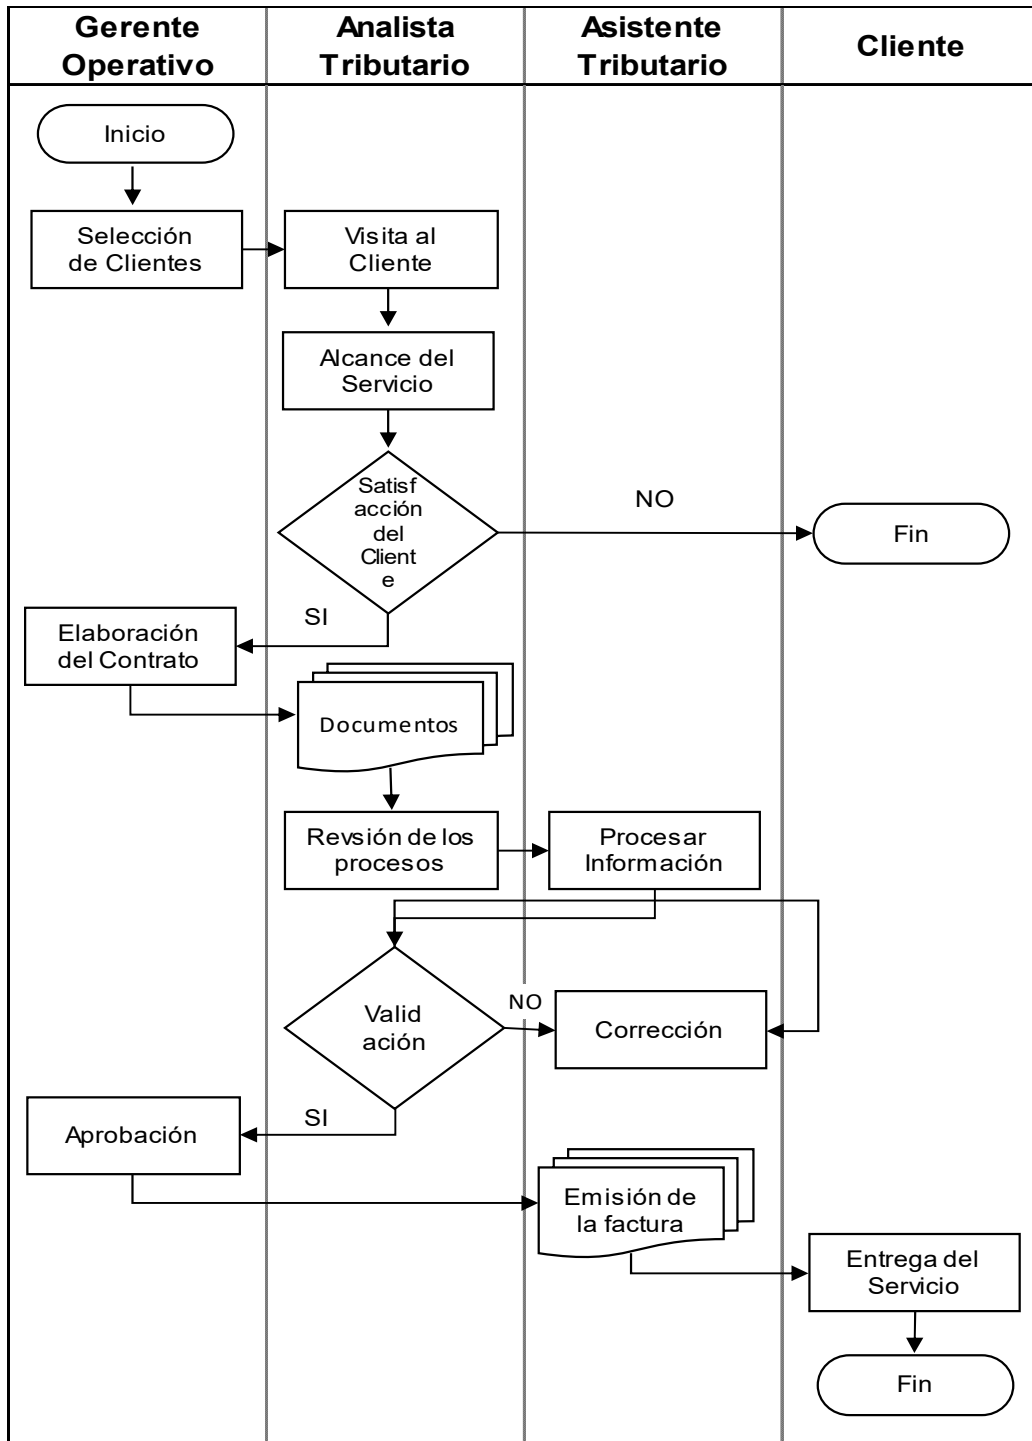 Gerente
Operativo
Analista
Tributario
Asistente
Tributario
Cliente
Inicio
Selección
de Clientes
Visita al
Cliente
Alcance del
Servicio
Satisf
acción
del
Client
e
NO
Fin
SI
Elaboración
del Contrato
Documentos
Revsión de los
procesos
Procesar
Información
Valid
ación
NO
Corrección
SI
Aprobación
Emisión de
la factura
Entrega del
Servicio
Fin